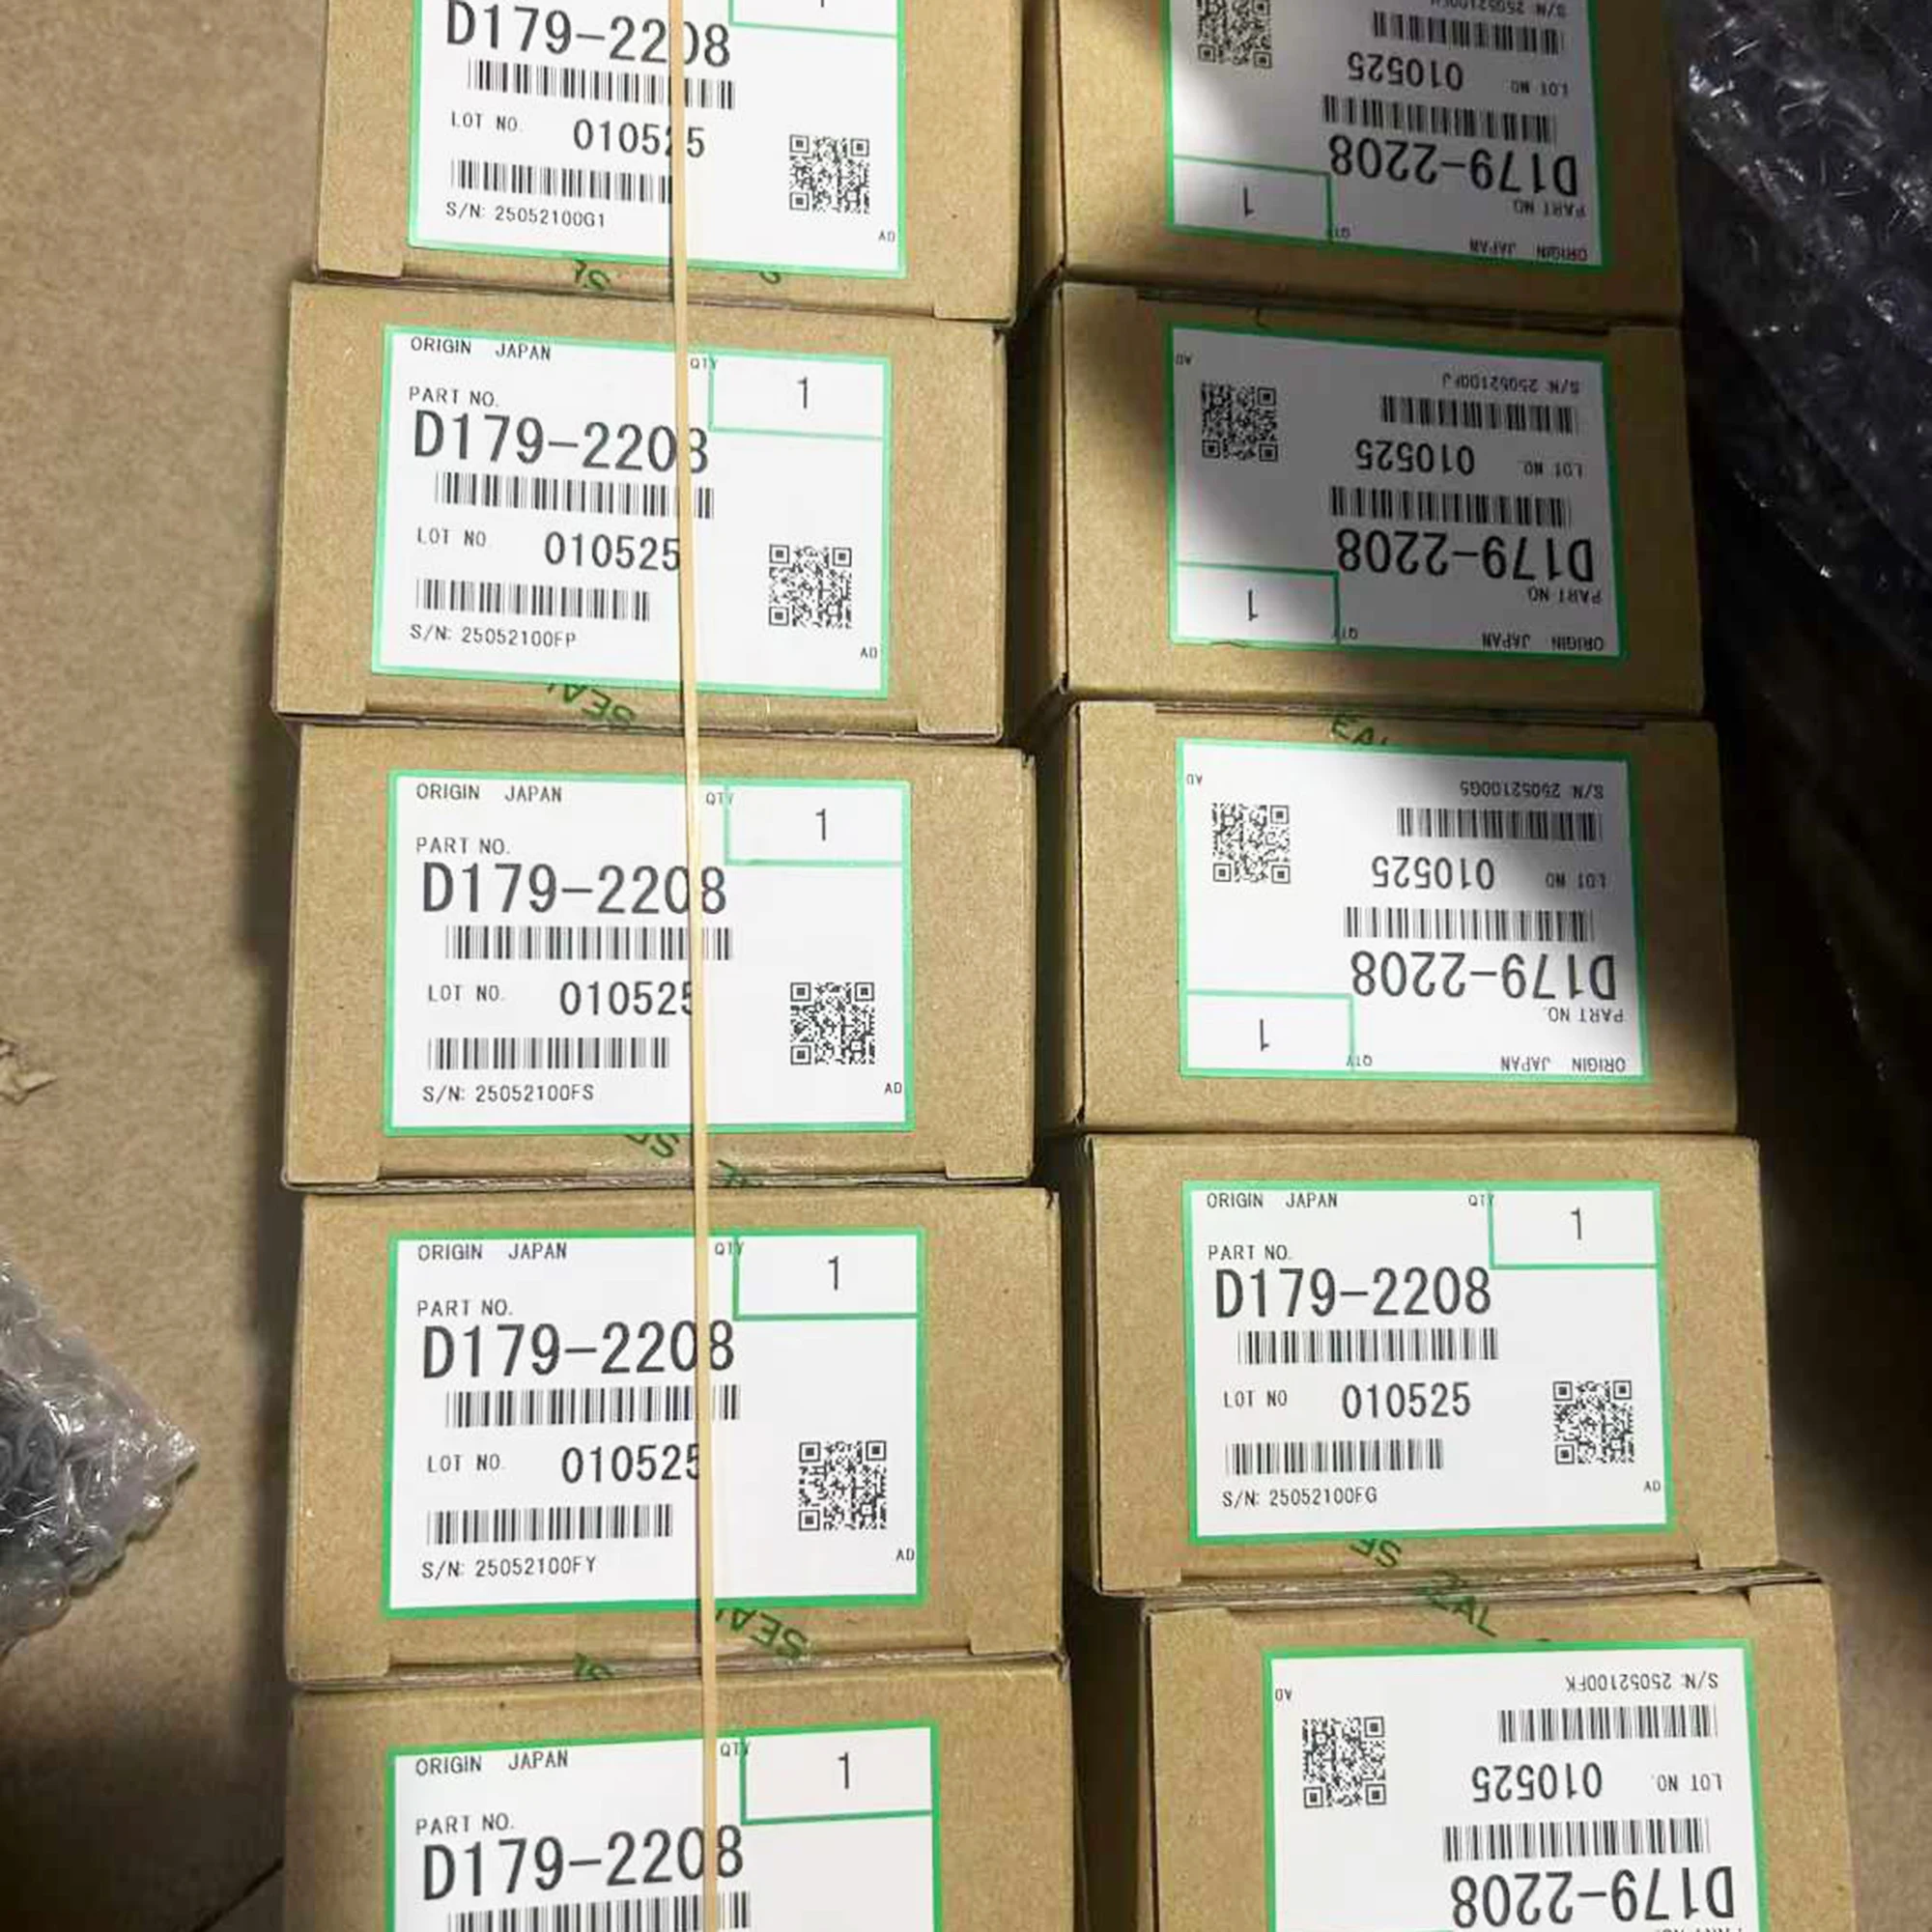 1
D179-2208
LOT NO. 010525
S/N: 25052100G1
AD
ORIGIN JAPAN
QTY 1
PART NO.
D179-2208
LOT NO 010525
S/N: 25052100FP
AD
SEAL
ORIGIN JAPAN
QTY 1
PART NO.
D179-2208
LOT NO. 010525
S/N: 25052100FS
AD
ORIGIN JAPAN
QTY 1
PART NO.
D179-2208
LOT NO. 010525
S/N: 25052100FY
AD
SEAL
ORIGIN JAPAN
QTY 1
PART NO.
D179-2208
ORIGIN JAPAN
QTY 1
PART NO
D179-2208
LOT NO 010525
ORIGIN JAPAN
QTY 1
PART NO
D179-2208
LOT NO. 010525
S/N: 25052100FJ
AD
ORIGIN JAPAN
QTY 1
PART NO.
D179-2208
LOT NO 010525
S/N: 25052100G5
AD
ORIGIN JAPAN
QTY 1
PART NO.
D179-2208
LOT NO 010525
S/N: 25052100FG
AD
D179-2208
LOT NO. 010525
S/N: 25052100FK
AD